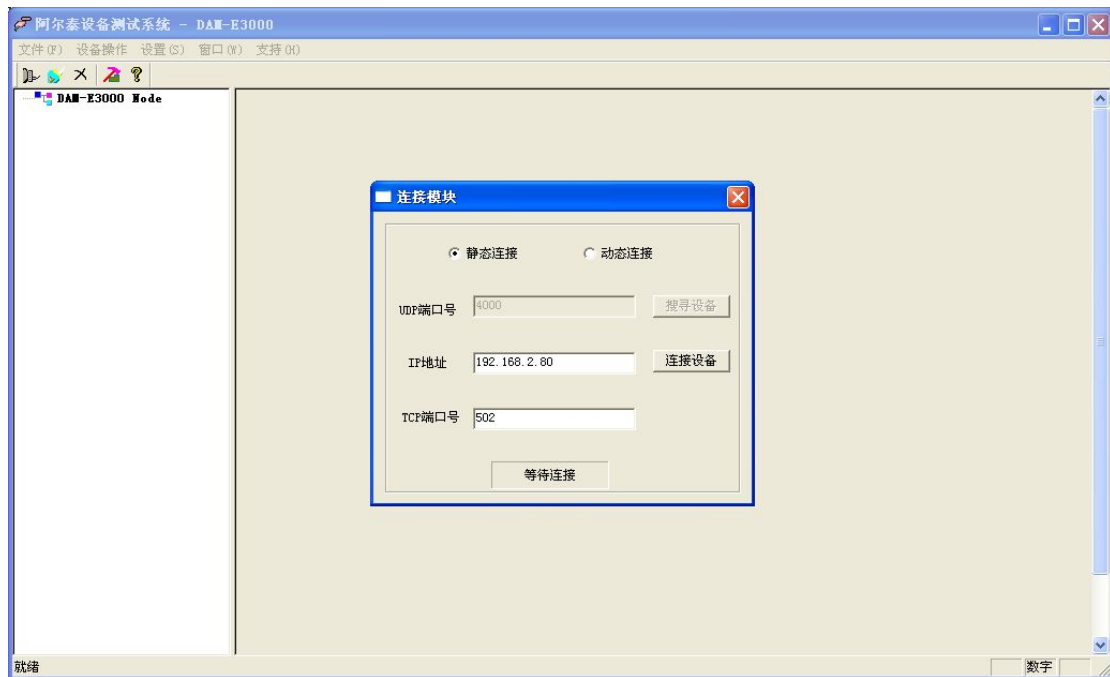 阿尔泰设备测试系统 - DAM-E3000
文件(F) 设备操作 设置(S) 窗口(W) 支持(H)
DAM-E3000 Node
连接模块
静态连接 动态连接
UDP端口号 4000 搜寻设备
IP地址 192.168.2.80 连接设备
TCP端口号 502
等待连接
就绪 数字